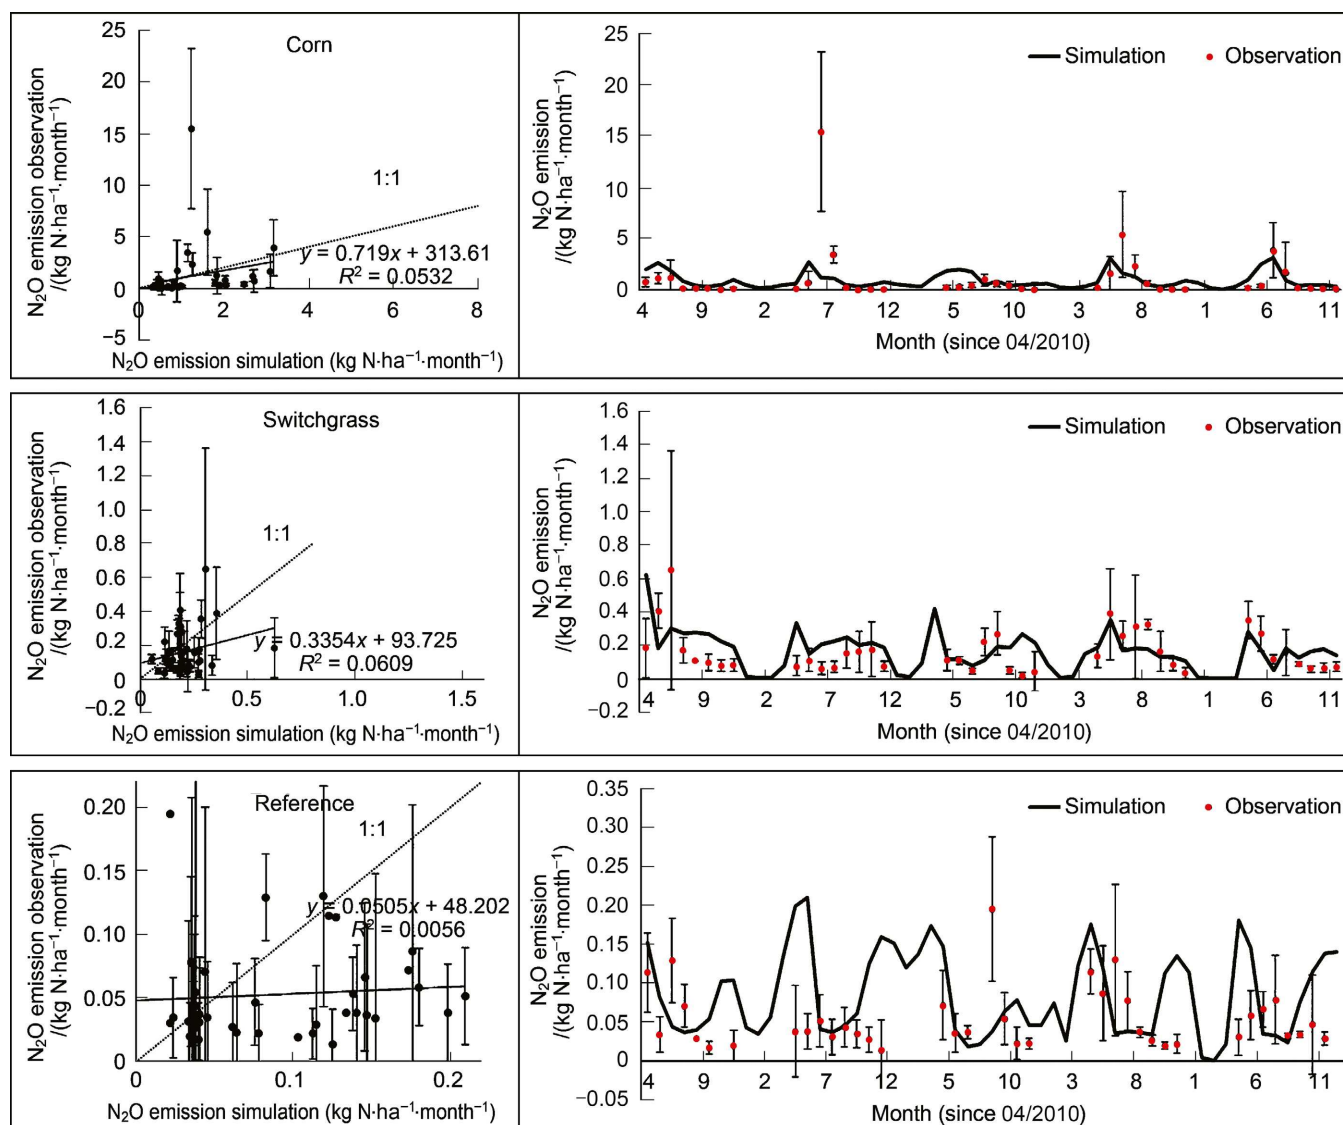 Corn
N₂O emission observation
/(kg N·ha⁻¹·month⁻¹)
25
20
15
10
5
0
−5
1:1
y = 0.719x + 313.61
R² = 0.0532
0 2 4 6 8
N₂O emission simulation (kg N·ha⁻¹·month⁻¹)
N₂O emission
/(kg N·ha⁻¹·month⁻¹)
25
20
15
10
5
0
Simulation Observation
4 9 2 7 12 5 10 3 8 1 6 11
Month (since 04/2010)
Switchgrass
N₂O emission observation
/(kg N·ha⁻¹·month⁻¹)
1.6
1.4
1.2
1.0
0.8
0.6
0.4
0.2
0
−0.2
1:1
y = 0.3354x + 93.725
R² = 0.0609
0 0.5 1.0 1.5
N₂O emission simulation (kg N·ha⁻¹·month⁻¹)
N₂O emission
/(kg N·ha⁻¹·month⁻¹)
1.6
1.4
1.2
1.0
0.8
0.6
0.4
0.2
0
−0.2
Simulation Observation
4 9 2 7 12 5 10 3 8 1 6 11
Month (since 04/2010)
Reference
N₂O emission observation
/(kg N·ha⁻¹·month⁻¹)
0.20
0.15
0.10
0.05
0
1:1
y = 0.0505x + 48.202
R² = 0.0056
0 0.1 0.2
N₂O emission simulation (kg N·ha⁻¹·month⁻¹)
N₂O emission
/(kg N·ha⁻¹·month⁻¹)
0.35
0.30
0.25
0.20
0.15
0.10
0.05
0
−0.05
Simulation Observation
4 9 2 7 12 5 10 3 8 1 6 11
Month (since 04/2010)